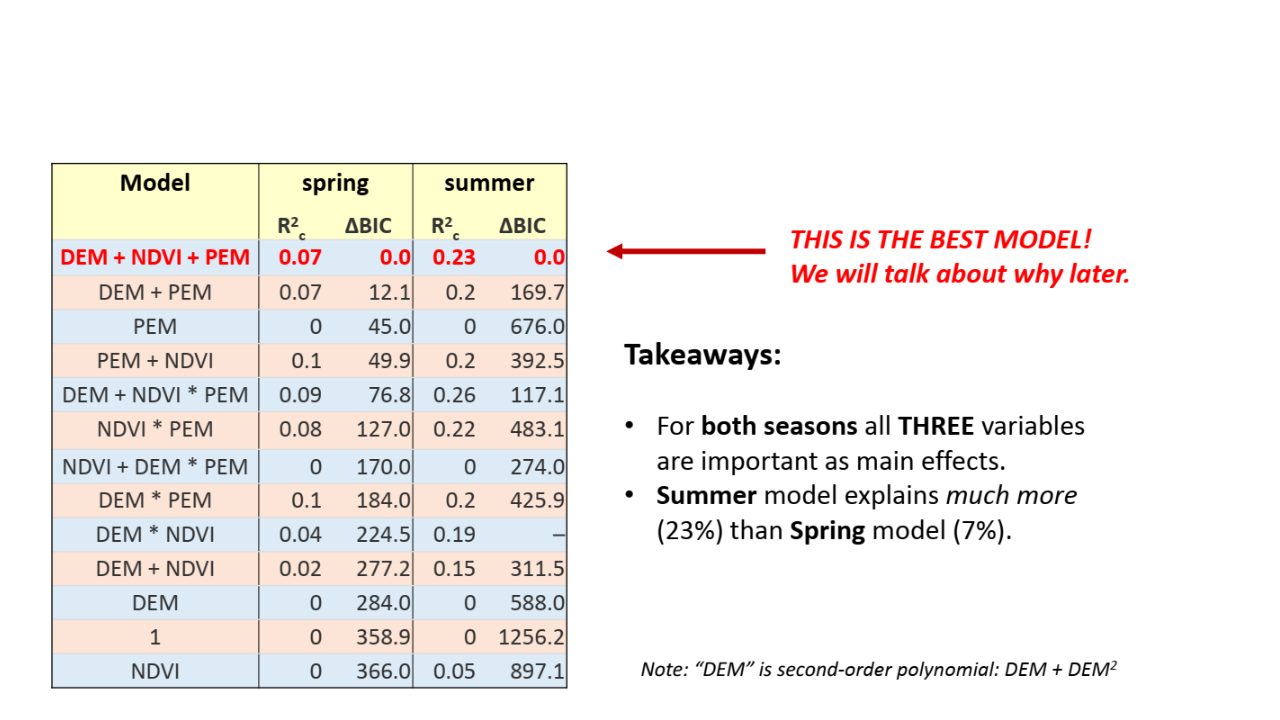 Model spring summer
R²c ΔBIC R²c ΔBIC
DEM + NDVI + PEM 0.07 0.0 0.23 0.0
DEM + PEM 0.07 12.1 0.2 169.7
PEM 0 45.0 0 676.0
PEM + NDVI 0.1 49.9 0.2 392.5
DEM + NDVI * PEM 0.09 76.8 0.26 117.1
NDVI * PEM 0.08 127.0 0.22 483.1
NDVI + DEM * PEM 0 170.0 0 274.0
DEM * PEM 0.1 184.0 0.2 425.9
DEM * NDVI 0.04 224.5 0.19 –
DEM + NDVI 0.02 277.2 0.15 311.5
DEM 0 284.0 0 588.0
1 0 358.9 0 1256.2
NDVI 0 366.0 0.05 897.1
THIS IS THE BEST MODEL!
We will talk about why later.
Takeaways:
• For both seasons all THREE variables
are important as main effects.
• Summer model explains much more
(23%) than Spring model (7%).
Note: “DEM” is second-order polynomial: DEM + DEM²